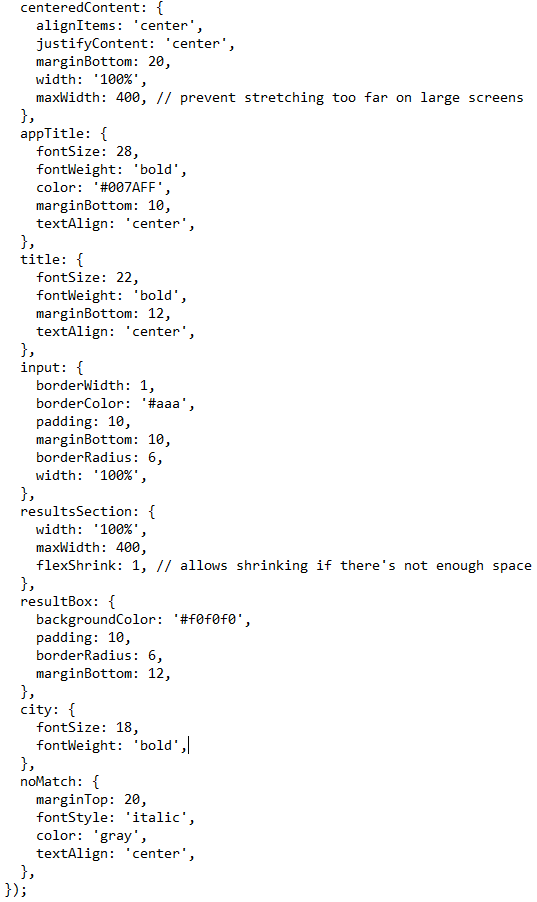 centeredContent: {
    alignItems: 'center',
    justifyContent: 'center',
    marginBottom: 20,
    width: '100%',
    maxWidth: 400, // prevent stretching too far on large screens
  },
  appTitle: {
    fontSize: 28,
    fontWeight: 'bold',
    color: '#007AFF',
    marginBottom: 10,
    textAlign: 'center',
  },
  title: {
    fontSize: 22,
    fontWeight: 'bold',
    marginBottom: 12,
    textAlign: 'center',
  },
  input: {
    borderWidth: 1,
    borderColor: '#aaa',
    padding: 10,
    marginBottom: 10,
    borderRadius: 6,
    width: '100%',
  },
  resultsSection: {
    width: '100%',
    maxWidth: 400,
    flexShrink: 1, // allows shrinking if there's not enough space
  },
  resultBox: {
    backgroundColor: '#f0f0f0',
    padding: 10,
    borderRadius: 6,
    marginBottom: 12,
  },
  city: {
    fontSize: 18,
    fontWeight: 'bold',
  },
  noMatch: {
    marginTop: 20,
    fontStyle: 'italic',
    color: 'gray',
    textAlign: 'center',
  },
});